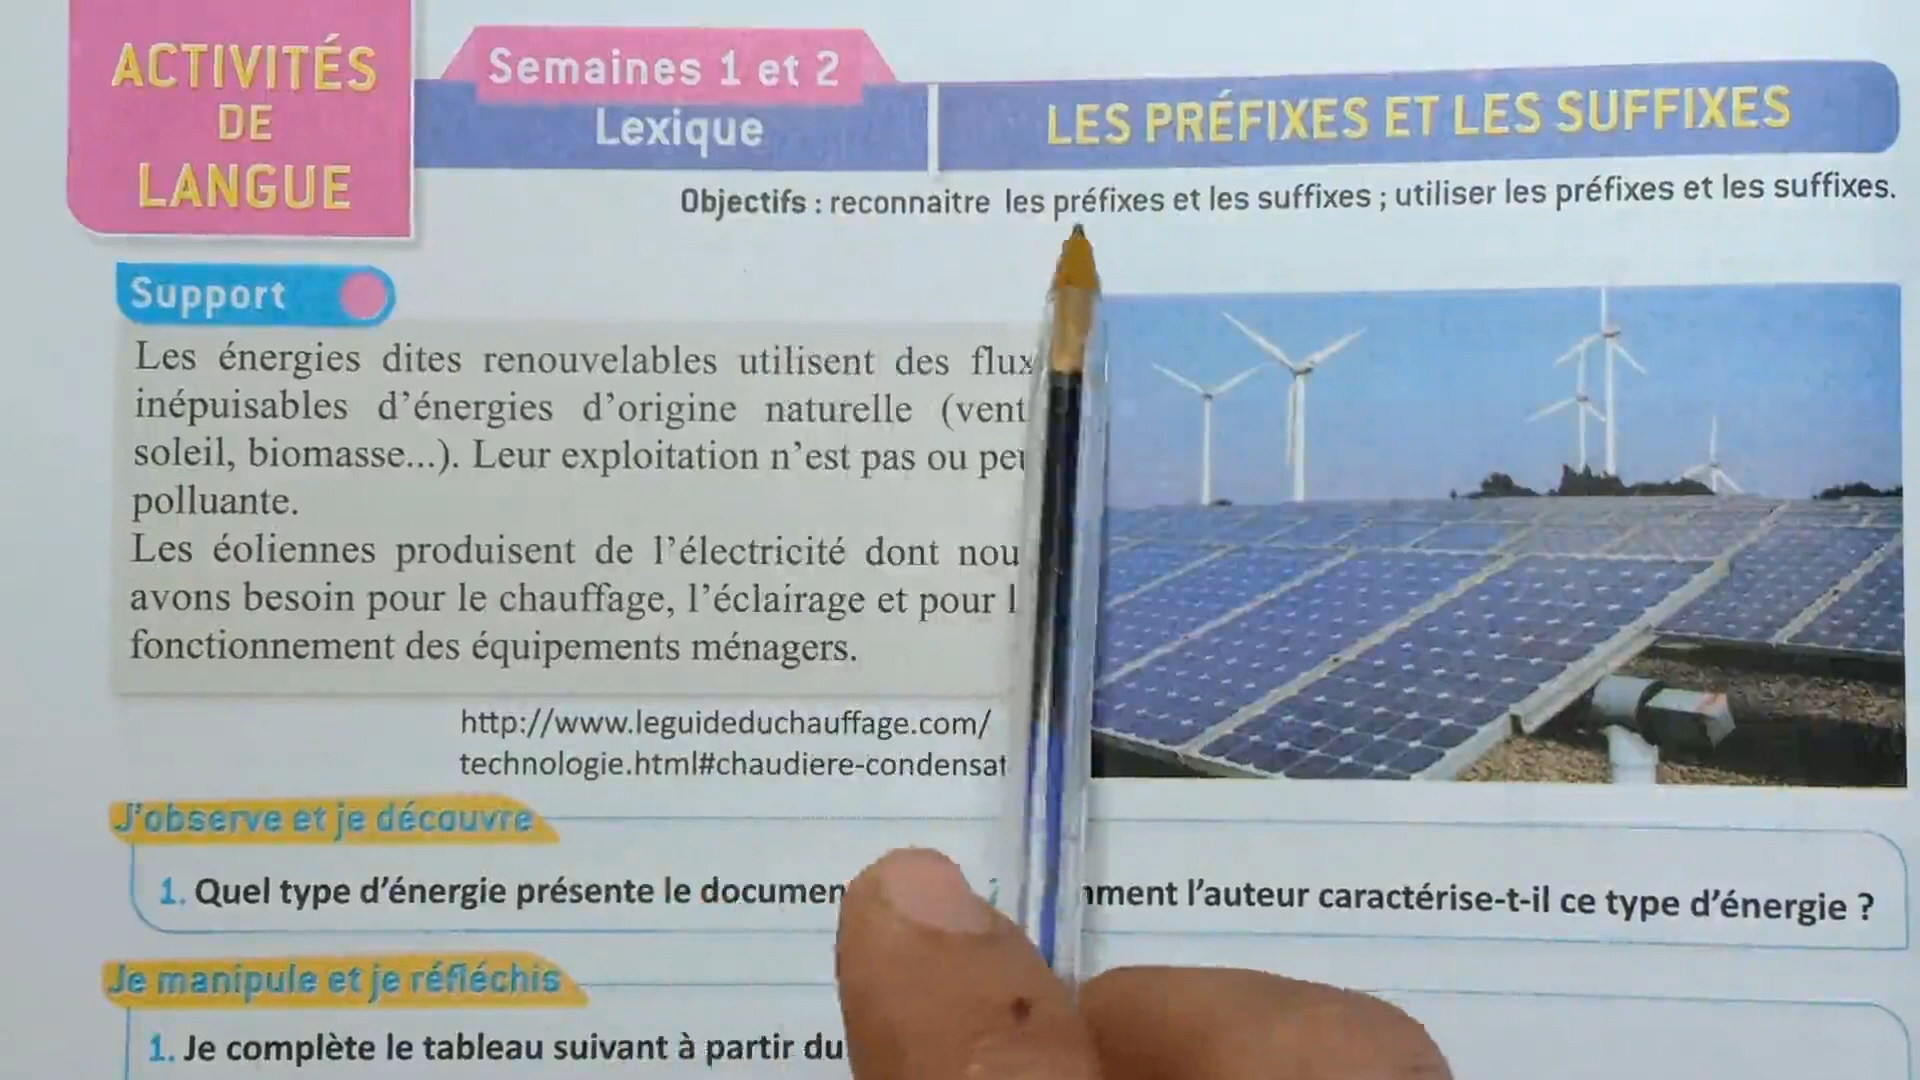 ACTIVITÉS
DE
LANGUE
Semaines 1 et 2
Lexique
LES PRÉFIXES ET LES SUFFIXES
Objectifs : reconnaitre les préfixes et les suffixes ; utiliser les préfixes et les suffixes.
Support
Les énergies dites renouvelables utilisent des flux
inépuisables d'énergies d'origine naturelle (vent
soleil, biomasse...). Leur exploitation n'est pas ou
polluante.
Les éoliennes produisent de l'électricité dont
avons besoin pour le chauffage, l'éclairage et pour
fonctionnement des équipements ménagers.
http://www.leguideduchauffage.com/
technologie.html#chaudiere-condensat
J'observe et je découvre
1. Quel type d'énergie présente le l'auteur caractérise-t-il ce type d'énergie ?
Je manipule et je réfléchis
1. Je complète le tableau suivant à partir du